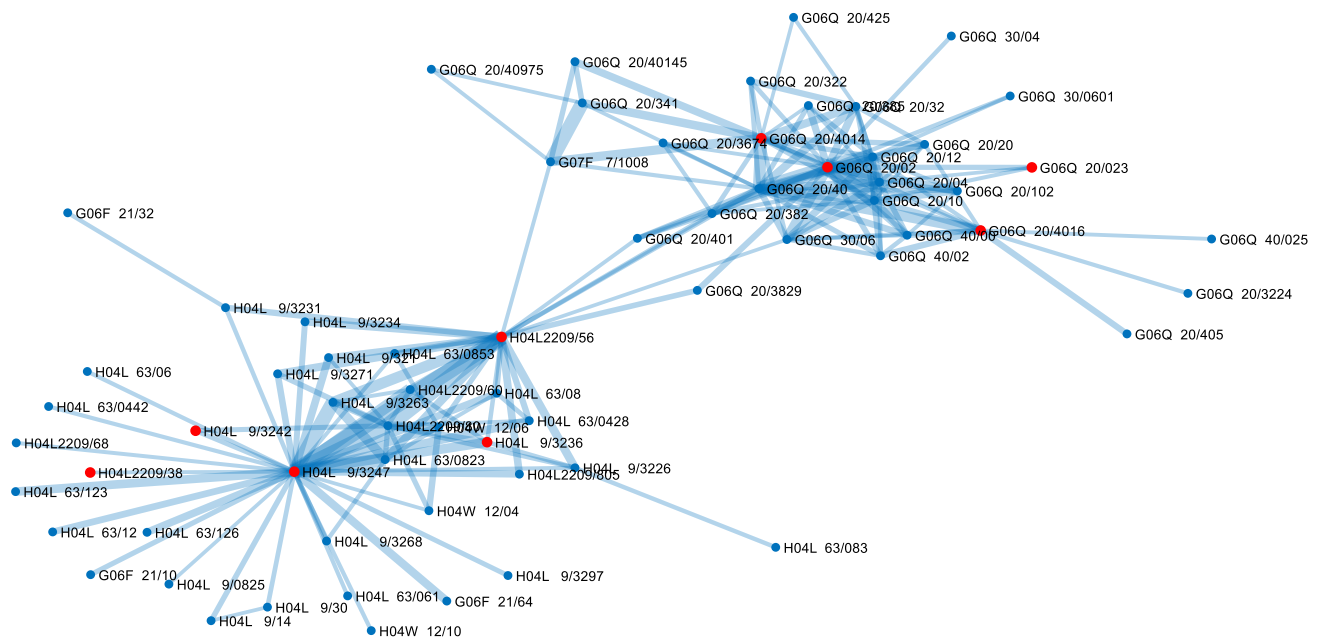 G06Q 20/425
G06Q 30/04
G06Q 20/40145
G06Q 20/40975
G06Q 20/322
G06Q 30/0601
G06Q 20/341
G06Q 20/385
G06Q 20/32
G06Q 20/4014
G06Q 20/3674
G06Q 20/20
G06Q 20/12
G07F 7/1008
G06Q 20/02
G06Q 20/023
G06Q 20/04
G06Q 20/40
G06Q 20/102
G06Q 20/10
G06F 21/32
G06Q 20/382
G06Q 20/4016
G06Q 40/00
G06Q 20/401
G06Q 30/06
G06Q 40/025
G06Q 40/02
G06Q 20/3829
G06Q 20/3224
H04L 9/3231
H04L 9/3234
G06Q 20/405
H04L2209/56
H04L 63/0853
H04L 9/321
H04L 63/06
H04L 9/3271
H04L2209/60
H04L 63/08
H04L 9/3263
H04L 63/0442
H04L 63/0428
H04L2209/80
H04W 12/06
H04L 9/3242
H04L2209/68
H04L 9/3236
H04L 63/0823
H04L 9/3226
H04L2209/38
H04L 9/3247
H04L2209/805
H04L 63/123
H04W 12/04
H04L 63/12
H04L 63/126
H04L 9/3268
H04L 63/083
G06F 21/10
H04L 9/3297
H04L 9/0825
H04L 63/061
G06F 21/64
H04L 9/30
H04L 9/14
H04W 12/10